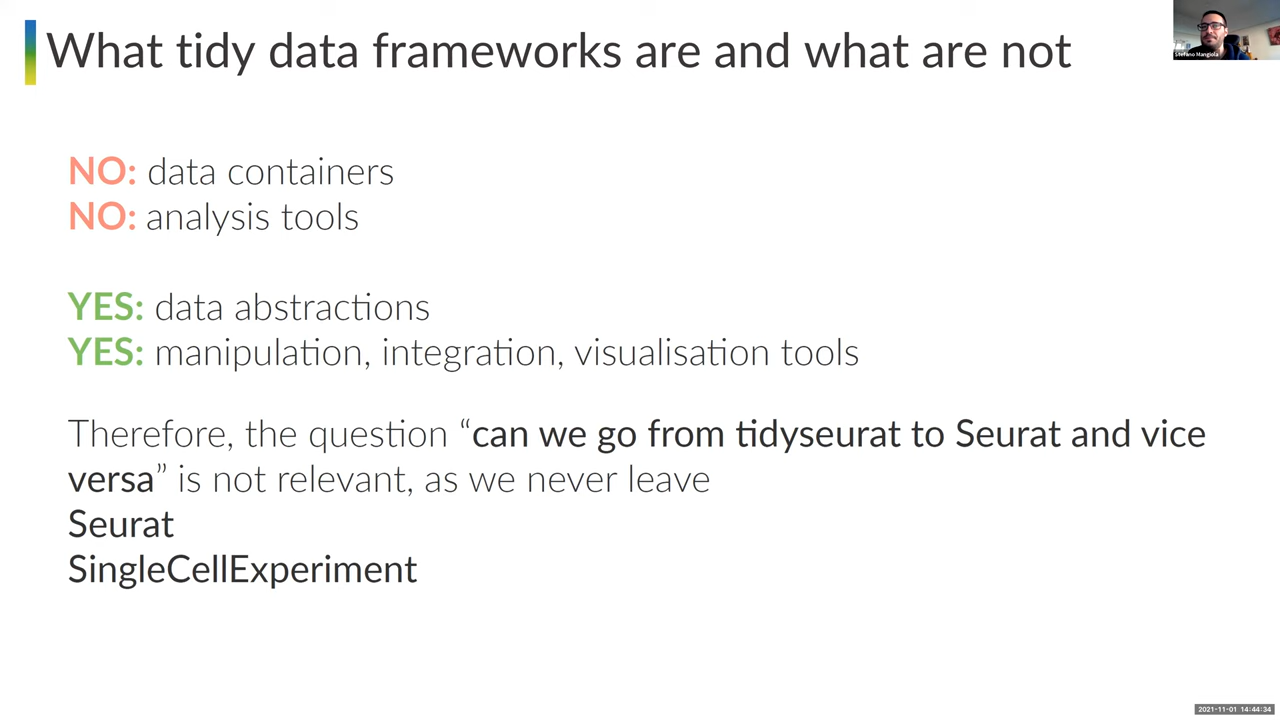 What tidy data frameworks are and what are not
Stefano Mangiola
NO: data containers
NO: analysis tools
YES: data abstractions
YES: manipulation, integration, visualisation tools
Therefore, the question “can we go from tidyseurat to Seurat and vice
versa” is not relevant, as we never leave
Seurat
SingleCellExperiment
2021-11-01 14:44:34